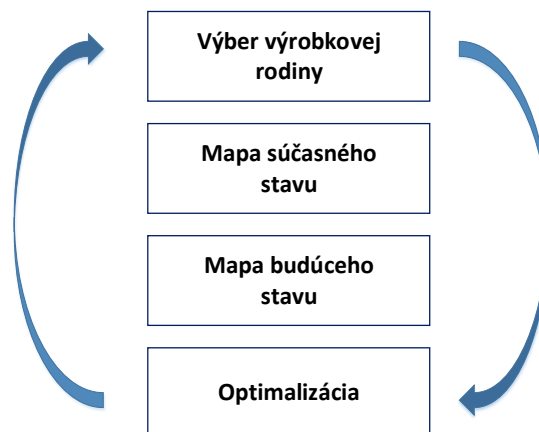 Výber výrobkovej
rodiny
Mapa súčasného
stavu
Mapa budúceho
stavu
Optimalizácia